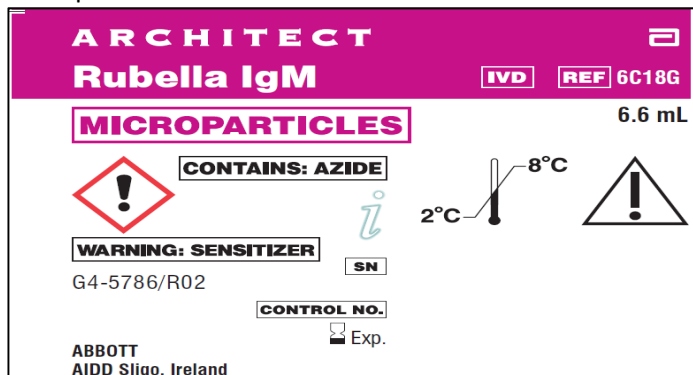 ARCHITECT
Rubella IgM
IVD REF 6C18G
6.6 mL
MICROPARTICLES
CONTAINS: AZIDE
8°C
2°C
i
WARNING: SENSITIZER
SN
G4-5786/R02
CONTROL NO.
Exp.
ABBOTT
AIDD Sligo, Ireland